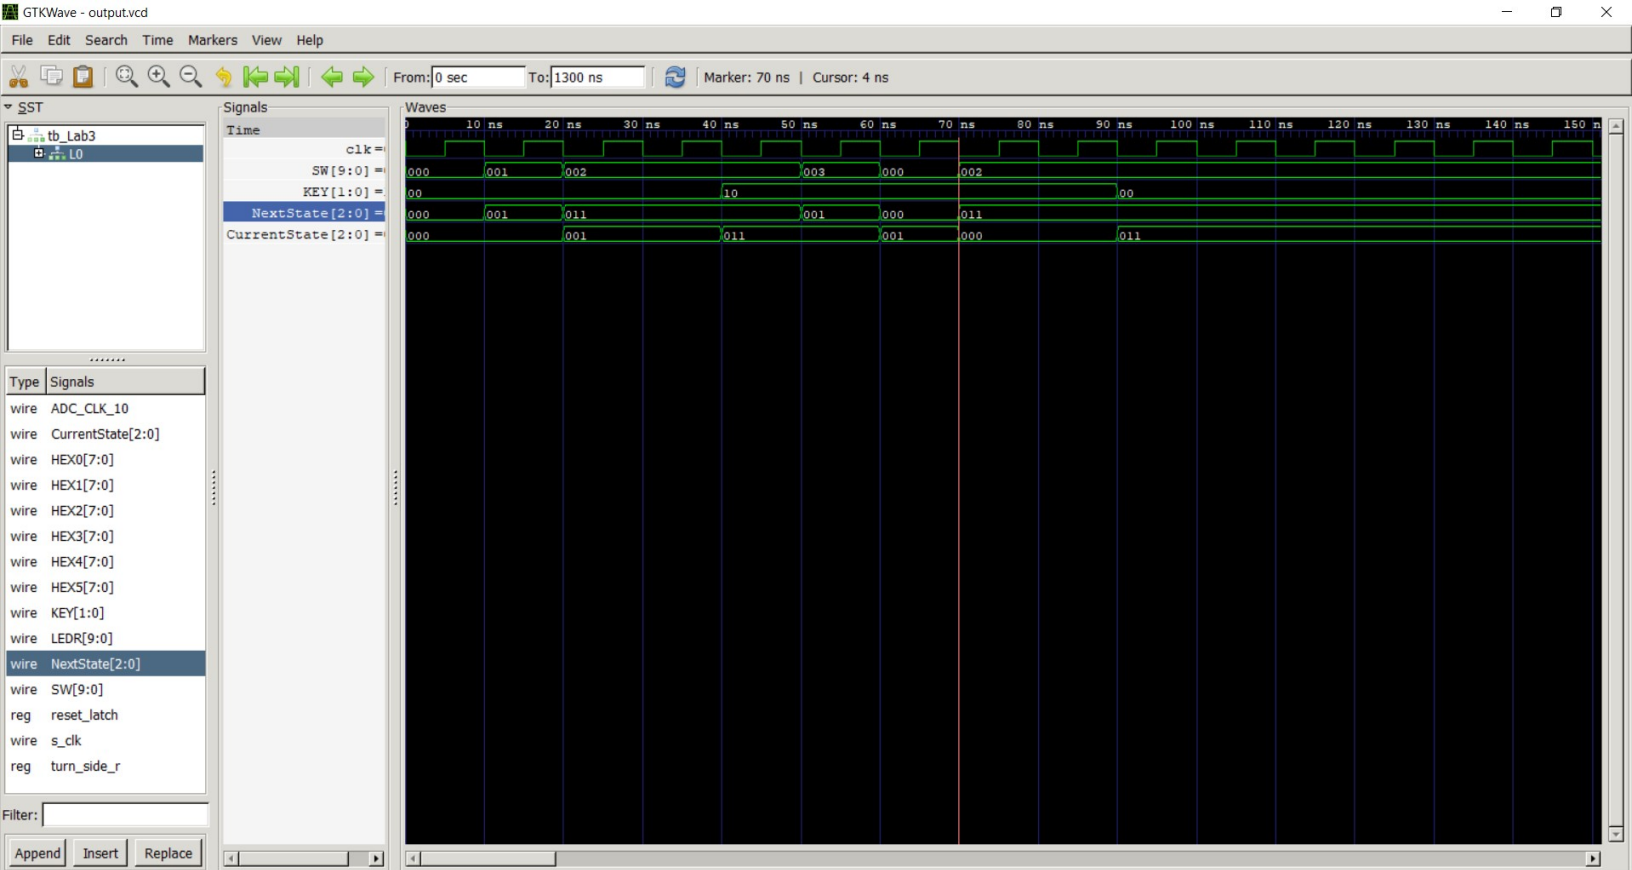 GTKWave - output.vcd
File Edit Search Time Markers View Help
From: 0 sec To: 1300 ns Marker: 70 ns | Cursor: 4 ns
SST
tb_Lab3
L0
Type Signals
wire ADC_CLK_10
wire CurrentState[2:0]
wire HEX0[7:0]
wire HEX1[7:0]
wire HEX2[7:0]
wire HEX3[7:0]
wire HEX4[7:0]
wire HEX5[7:0]
wire KEY[1:0]
wire LEDR[9:0]
wire NextState[2:0]
wire SW[9:0]
reg reset_latch
wire s_clk
reg turn_side_r
Filter:
Append Insert Replace
Signals
Time
clk=
SW[9:0] =
KEY[1:0] =
NextState[2:0] =
CurrentState[2:0] =
Waves
10 ns 20 ns 30 ns 40 ns 50 ns 60 ns 70 ns 80 ns 90 ns 100 ns 110 ns 120 ns 130 ns 140 ns 150 n
000 001 002 003 000 002
00 10 00
000 001 011 001 000 011
000 001 011 001 000 011